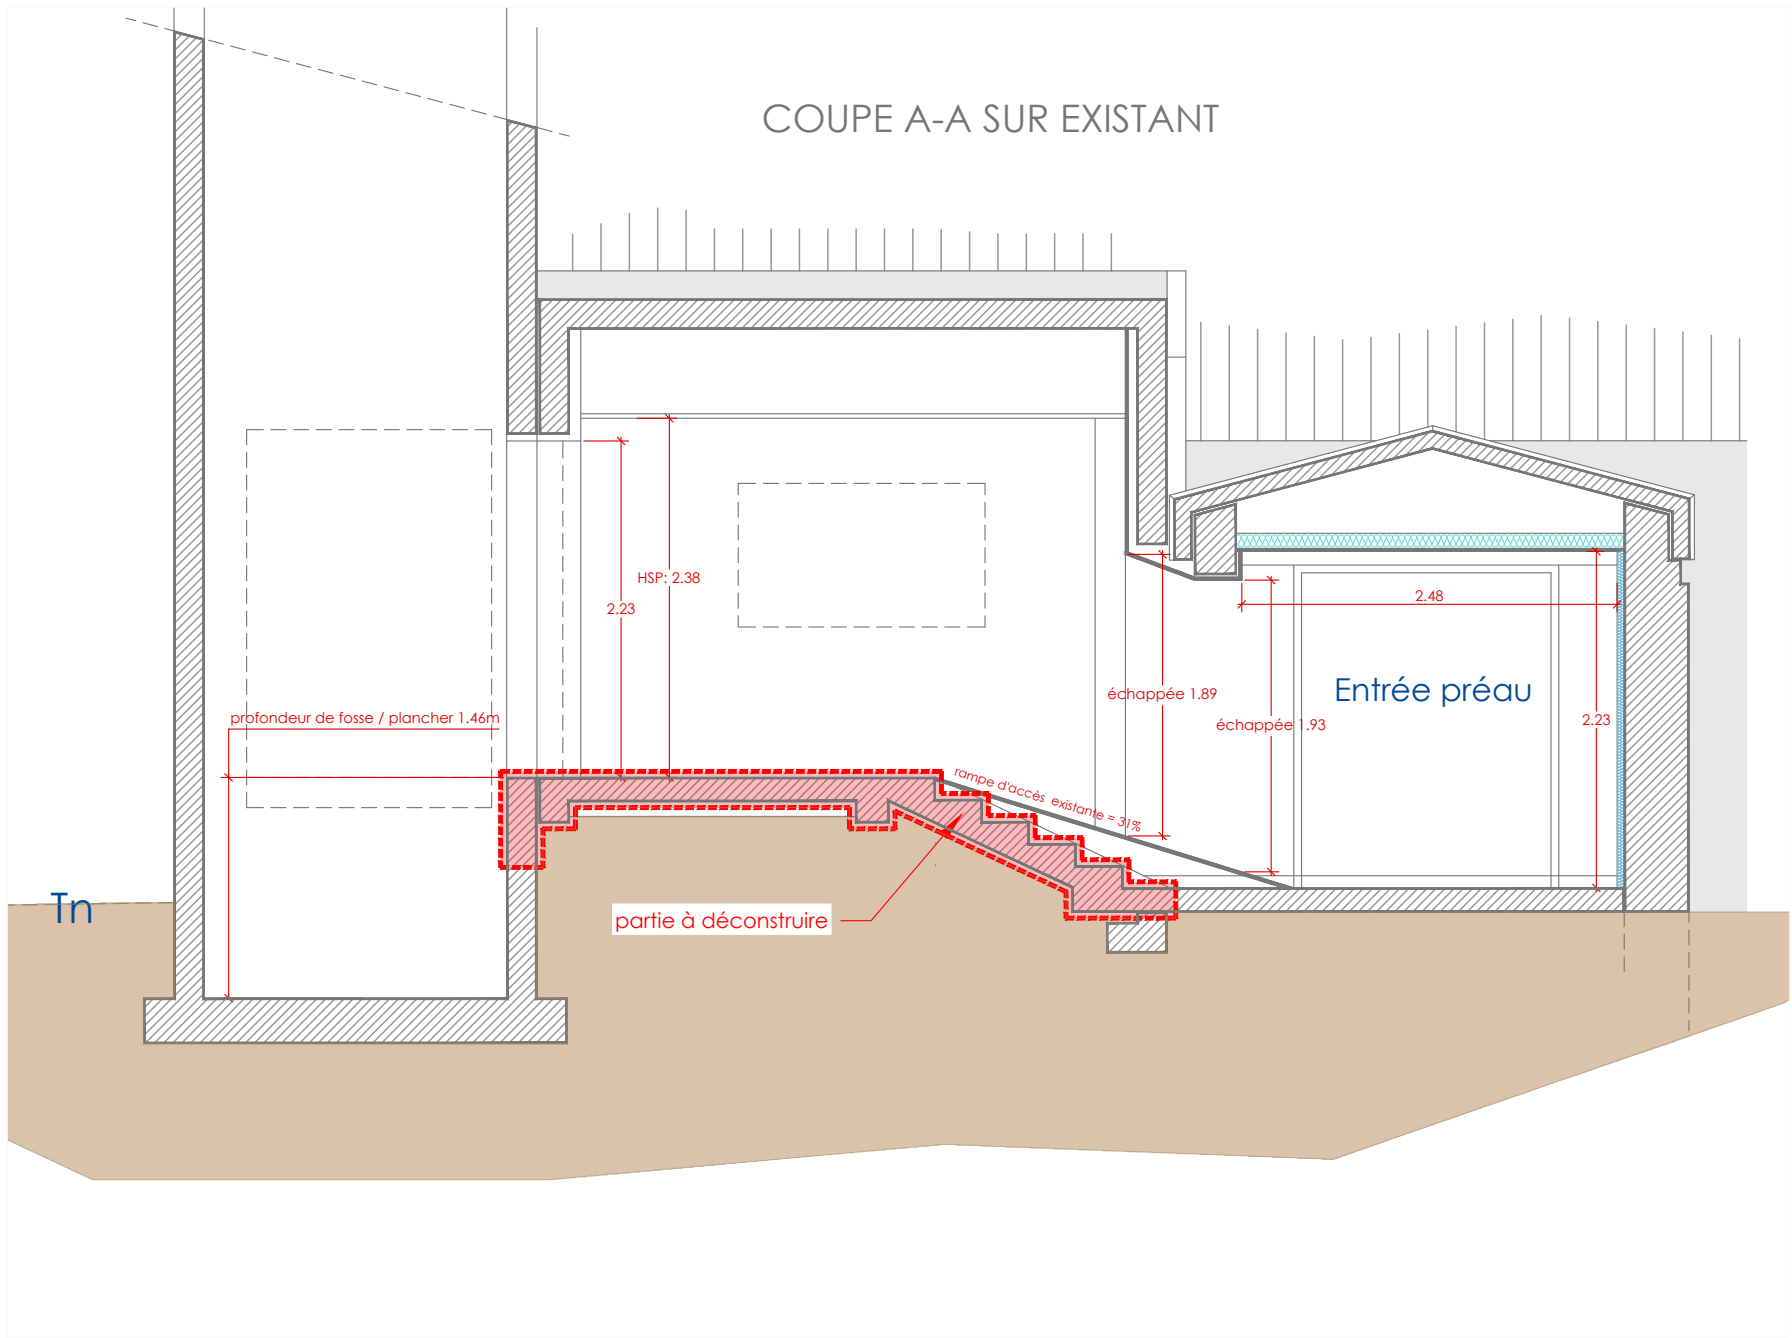 COUPE A-A SUR EXISTANT
HSP: 2.38
2.23
2.48
Entrée préau
échappée 1.89
échappée 1.93
2.23
profondeur de fosse / plancher 1.46m
rampe d'accès existante = 31%
Tn
partie à déconstruire